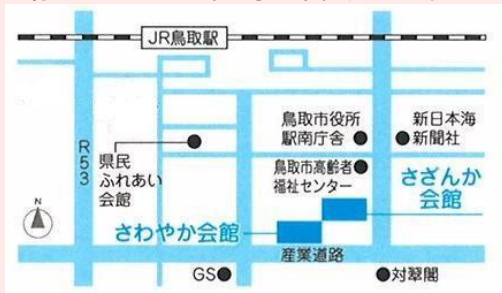 JR鳥取駅
鳥取市役所
駅南庁舎
新日本海
新聞社
R53
県民
ふれあい
会館
鳥取市高齢者
福祉センター
さざんか
会館
N
さわやか会館
産業道路
GS
対翠閣